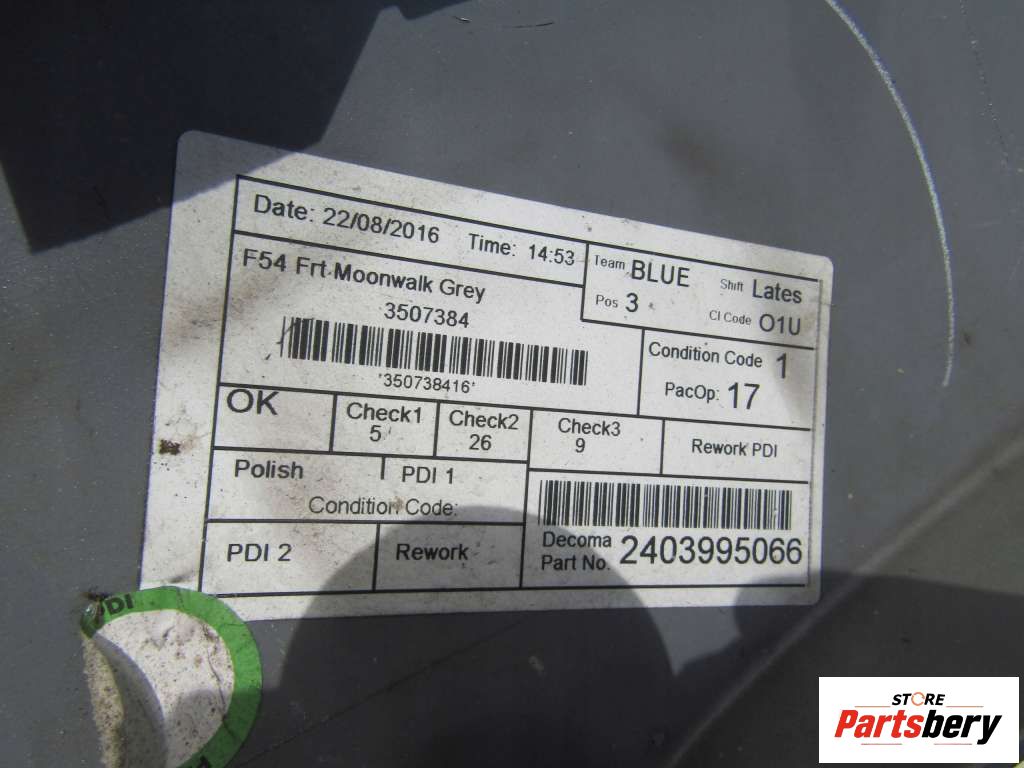 Date: 22/08/2016 Time: 14:53
Team BLUE Shift Lates
Pos 3 CI Code O1U
F54 Frt Moonwalk Grey
3507384
*350738416*
Condition Code 1
PacOp: 17
OK
Check1
5
Check2
26
Check3
9
Rework PDI
Polish PDI 1
Condition Code:
PDI 2
Rework
Decoma
Part No. 2403995066
DI
STORE
Partsbery